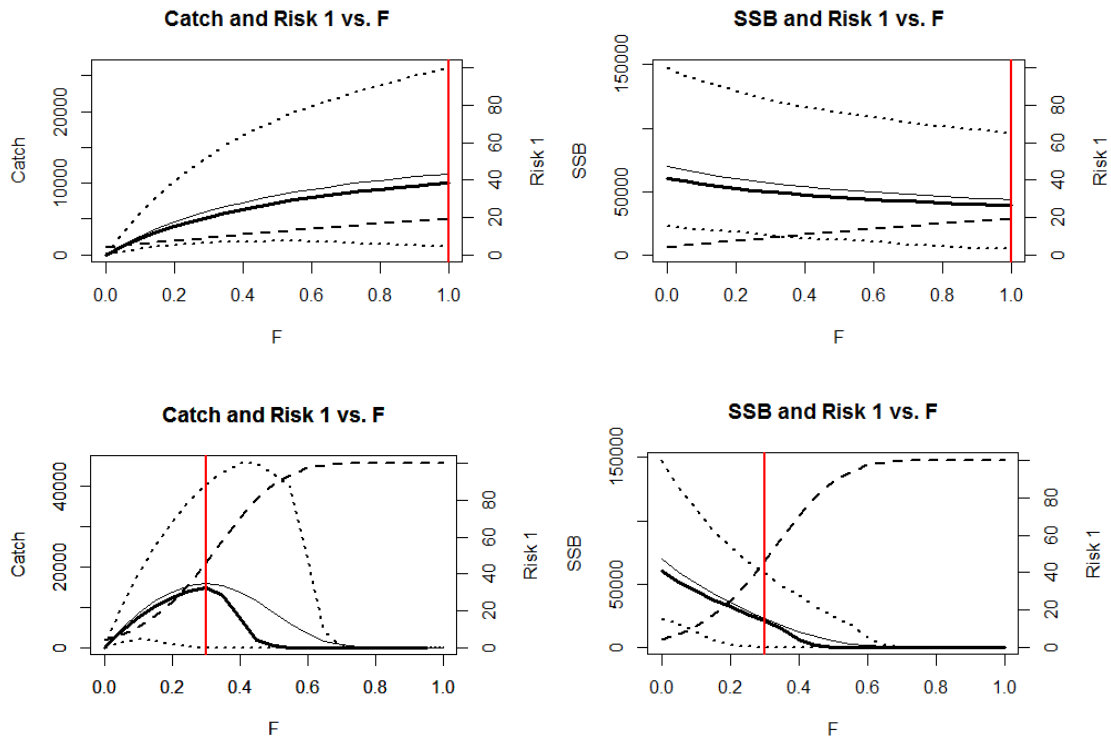 Catch and Risk 1 vs. F
Catch
0 10000 20000
0 20 40 60 80
Risk 1
0.0 0.2 0.4 0.6 0.8 1.0
F
SSB and Risk 1 vs. F
SSB
0 50000 150000
0 20 40 60 80
Risk 1
0.0 0.2 0.4 0.6 0.8 1.0
F
Catch and Risk 1 vs. F
Catch
0 20000 40000
0 20 40 60 80
Risk 1
0.0 0.2 0.4 0.6 0.8 1.0
F
SSB and Risk 1 vs. F
SSB
0 50000 150000
0 20 40 60 80
Risk 1
0.0 0.2 0.4 0.6 0.8 1.0
F